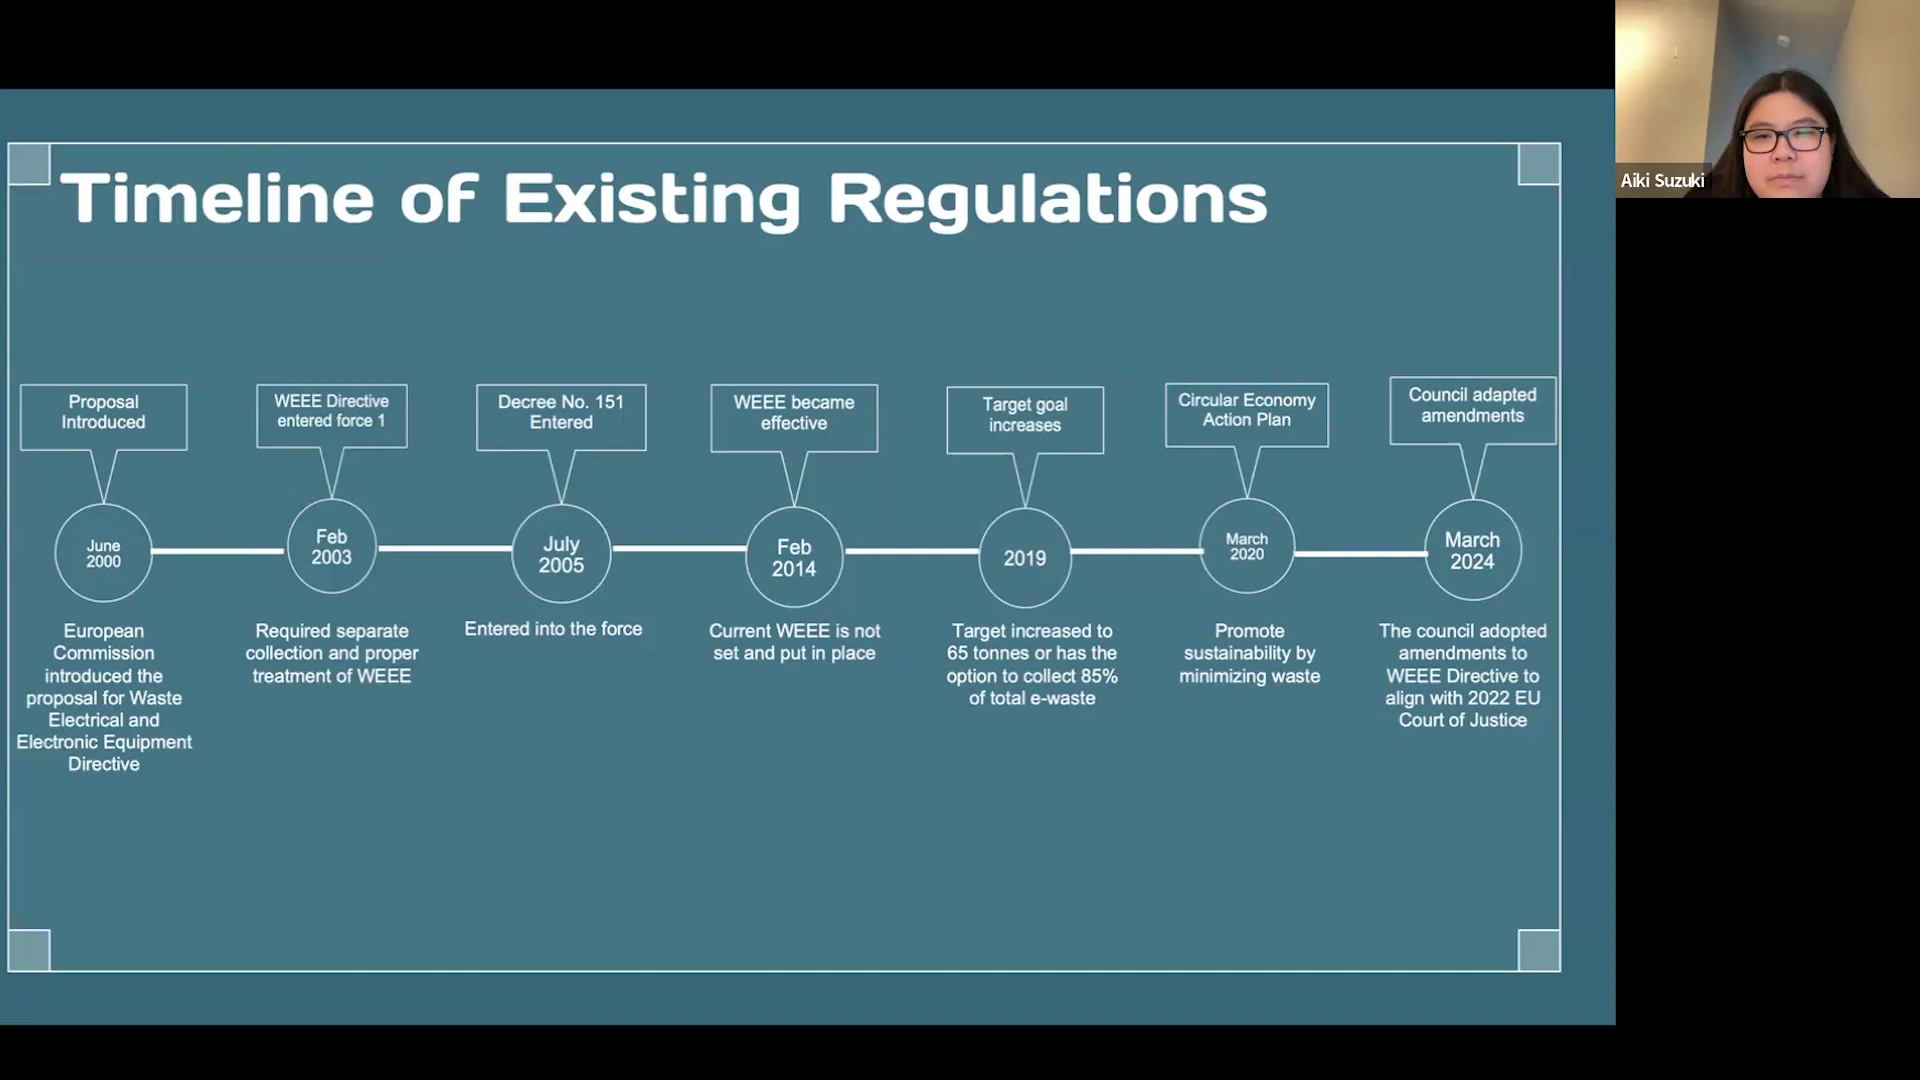 Timeline of Existing Regulations
Aiki Suzuki
Proposal
Introduced
WEEE Directive
entered force 1
Decree No. 151
Entered
WEEE became
effective
Target goal
increases
Circular Economy
Action Plan
Council adapted
amendments
June
2000
Feb
2003
July
2005
Feb
2014
2019
March
2020
March
2024
European
Commission
introduced the
proposal for Waste
Electrical and
Electronic Equipment
Directive
Required separate
collection and proper
treatment of WEEE
Entered into the force
Current WEEE is not
set and put in place
Target increased to
65 tonnes or has the
option to collect 85%
of total e-waste
Promote
sustainability by
minimizing waste
The council adopted
amendments to
WEEE Directive to
align with 2022 EU
Court of Justice